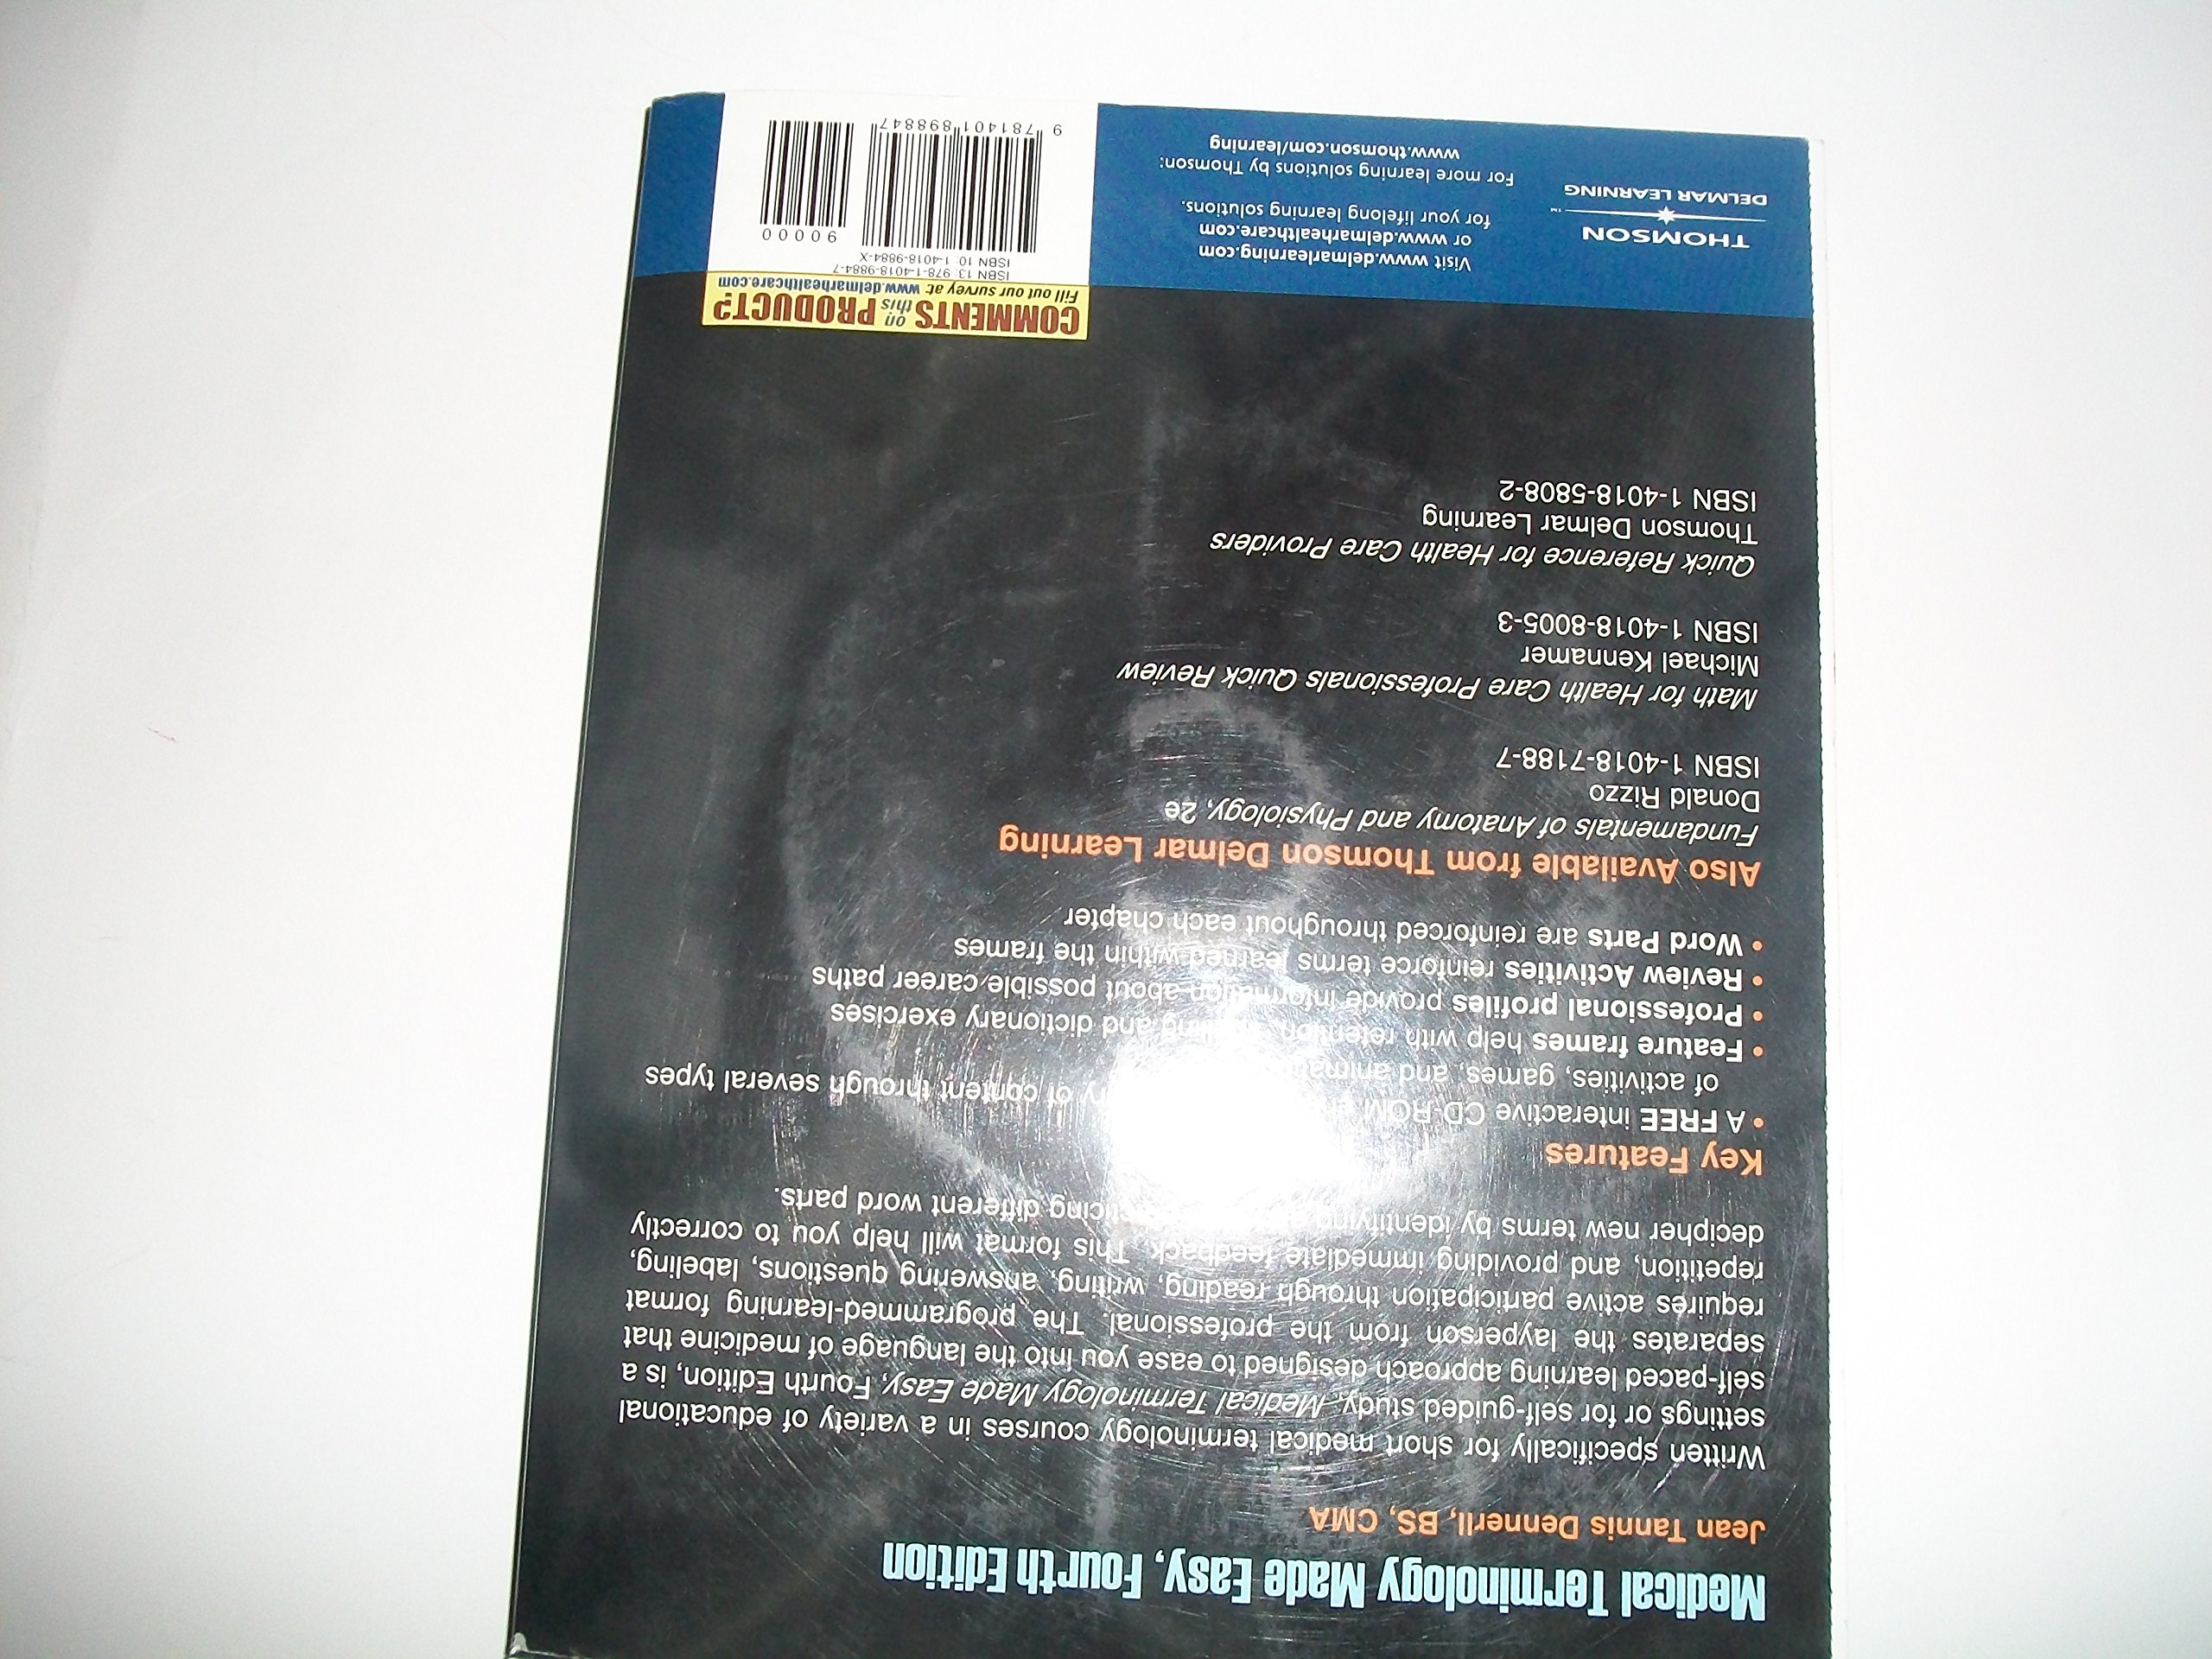 Medical Terminology Made Easy, Fourth Edition
Jean Tannis Dennerll, BS, CMA
Written specifically for short medical terminology courses in a variety of educational
settings or for self-guided study, Medical Terminology Made Easy, Fourth Edition, is a
self-paced learning approach designed to ease you into the language of medicine that
separates the layperson from the professional. The programmed-learning format
requires active participation through reading, writing, answering questions, labeling,
repetition, and providing immediate feedback. This format will help you to correctly
decipher new terms by identifying different word parts.
Key Features
• A FREE interactive CD-ROM of content through several types
of activities, games, and
• Feature frames help with retention and dictionary exercises
• Professional profiles provide information about possible career paths
• Review Activities reinforce terms learned within the frames
• Word Parts are reinforced throughout each chapter
Also Available from Thomson Delmar Learning
Fundamentals of Anatomy and Physiology, 2e
Donald Rizzo
ISBN 1-4018-7188-7
Math for Health Care Professionals Quick Review
Michael Kennamer
ISBN 1-4018-8005-3
Quick Reference for Health Care Providers
Thomson Delmar Learning
ISBN 1-4018-5808-2
THOMSON
™
DELMAR LEARNING
Visit www.delmarlearning.com
or www.delmarhealthcare.com
for your lifelong learning solutions.
For more learning solutions by Thomson:
www.thomson.com/learning
COMMENTS on this PRODUCT?
Fill out our survey at: www.delmarhealthcare.com
ISBN 13: 978-1-4018-9884-7
ISBN 10: 1-4018-9884-X
90000
9 781401 898847